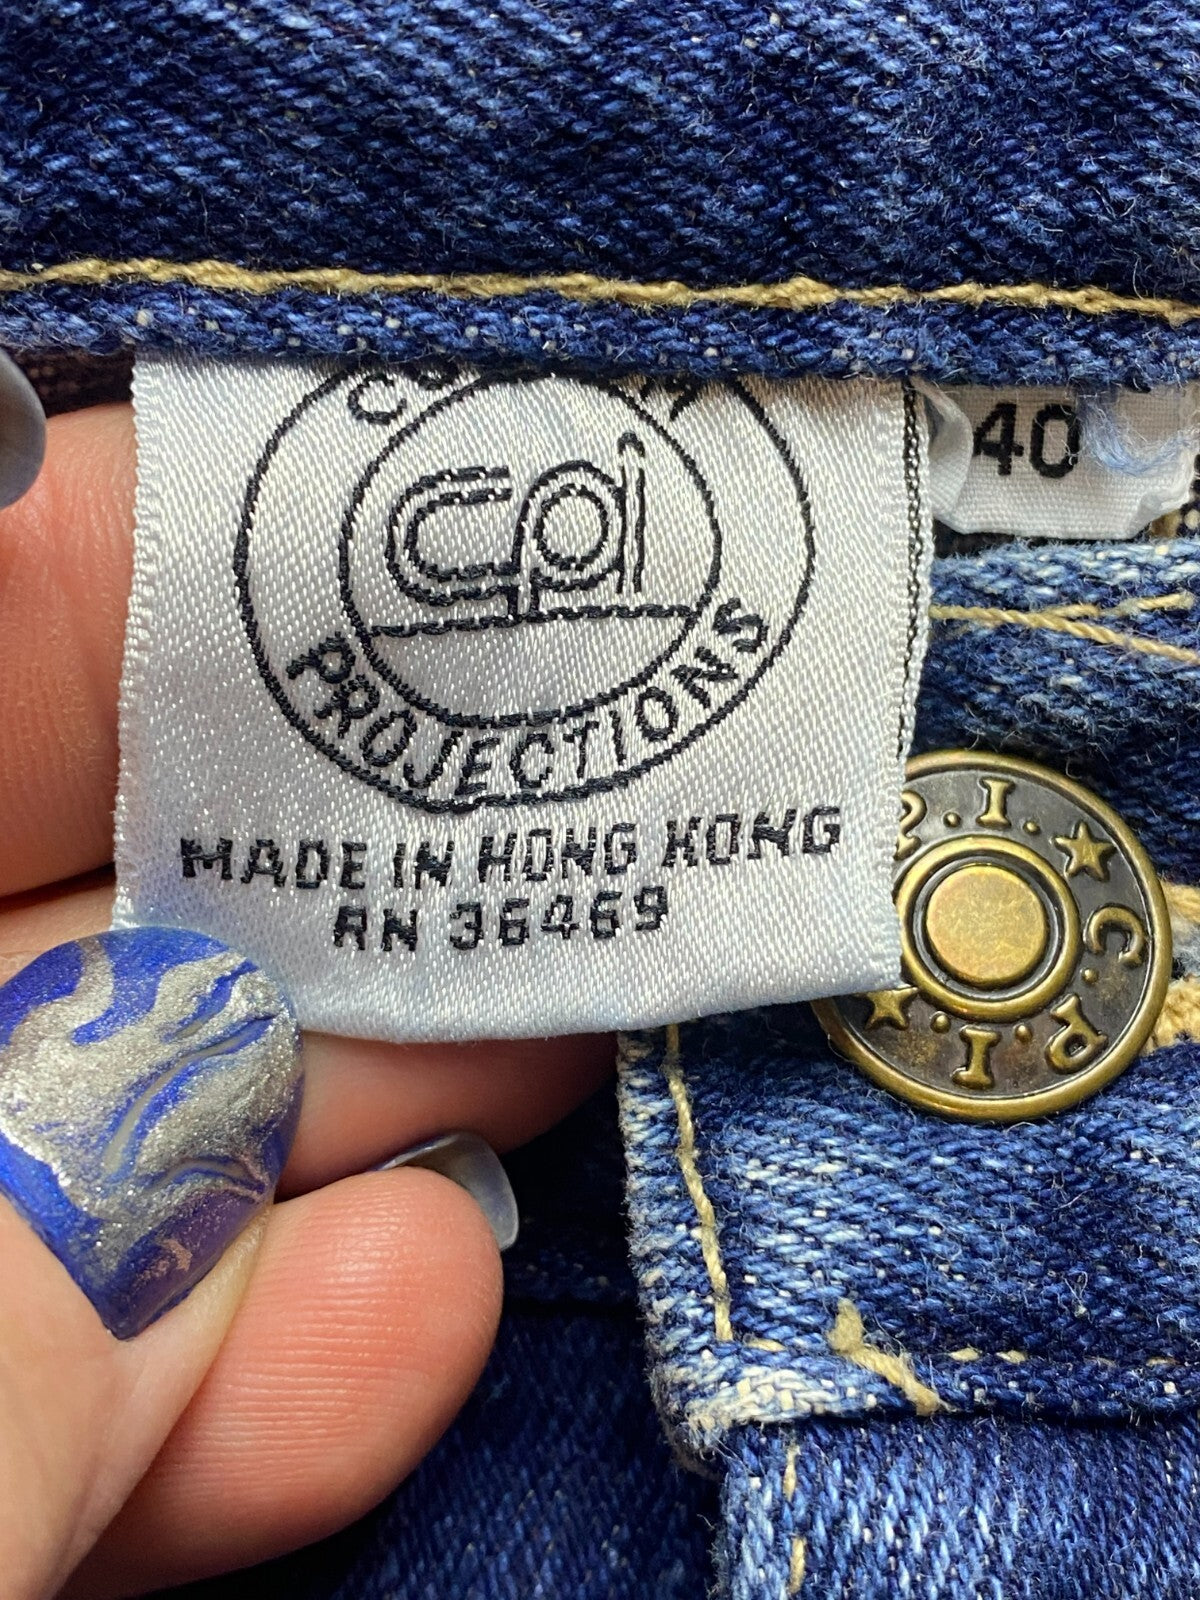 cpi
PROJECTIONS
MADE IN HONG KONG
RN 36469
40
P.I. ★ C.P.I. ★